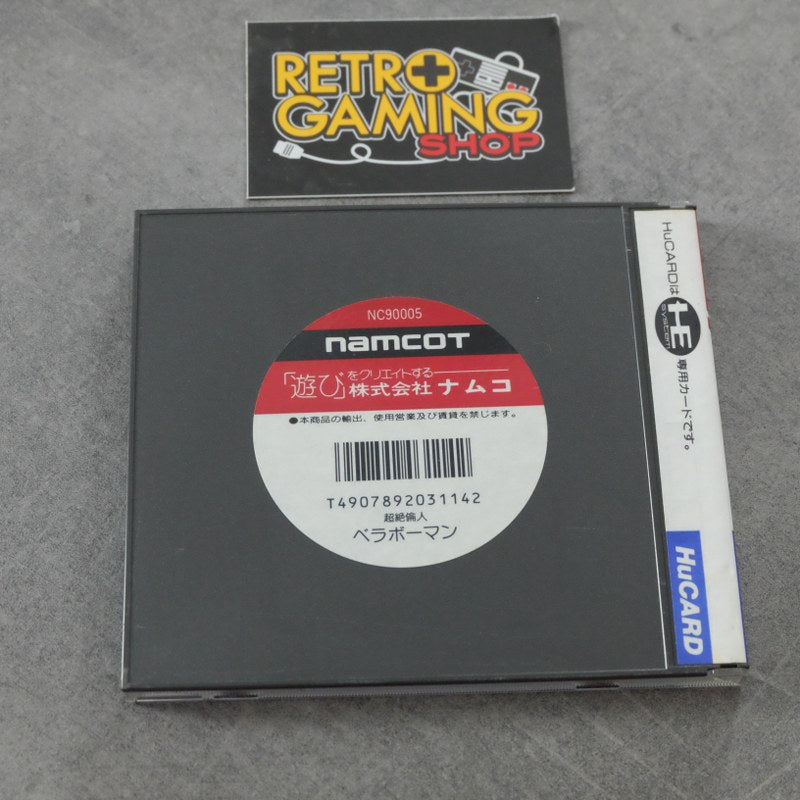 RETRO
GAMING
SHOP
NC90005
namcot
「遊び」をクリエイトする
株式会社ナムコ
●本商品の輸出、使用営業及び賃貸を禁じます。
T4907892031142
超絶倫人
ベラボーマン
HuCARDは
HE
system
専用カードです。
HuCARD